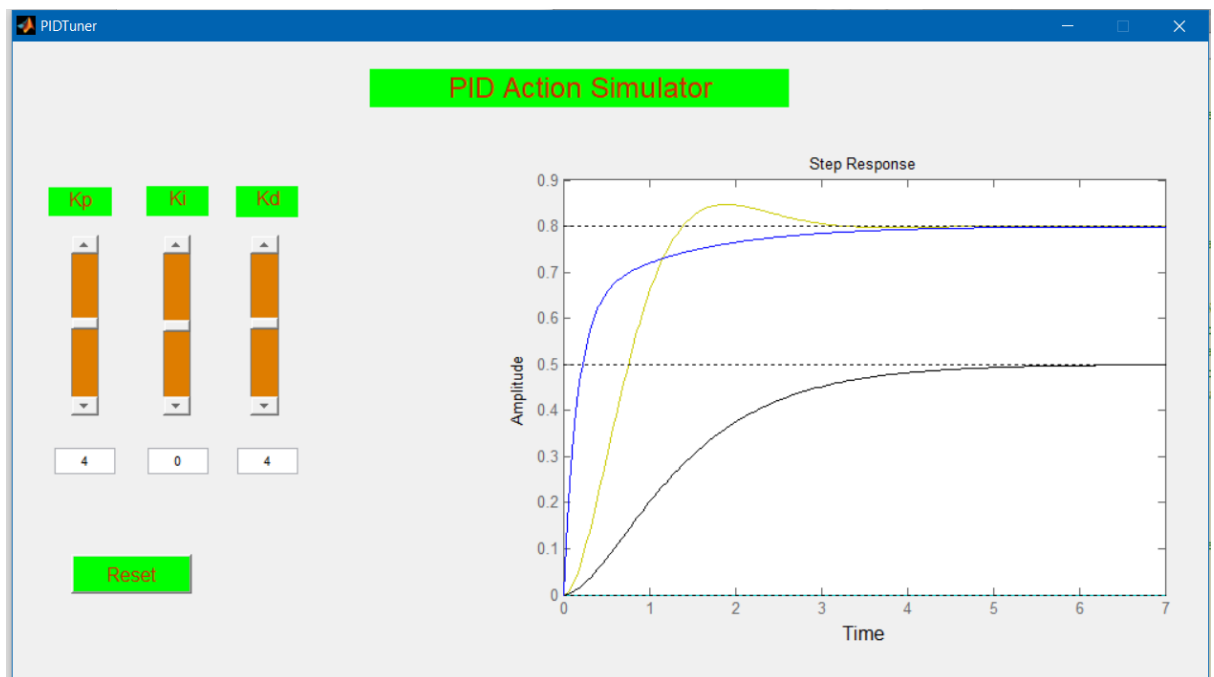 PIDTuner
PID Action Simulator
Kp Ki Kd
4 0 4
Reset
Step Response
0.9
0.8
0.7
0.6
0.5
0.4
0.3
0.2
0.1
0
Amplitude
0 1 2 3 4 5 6 7
Time